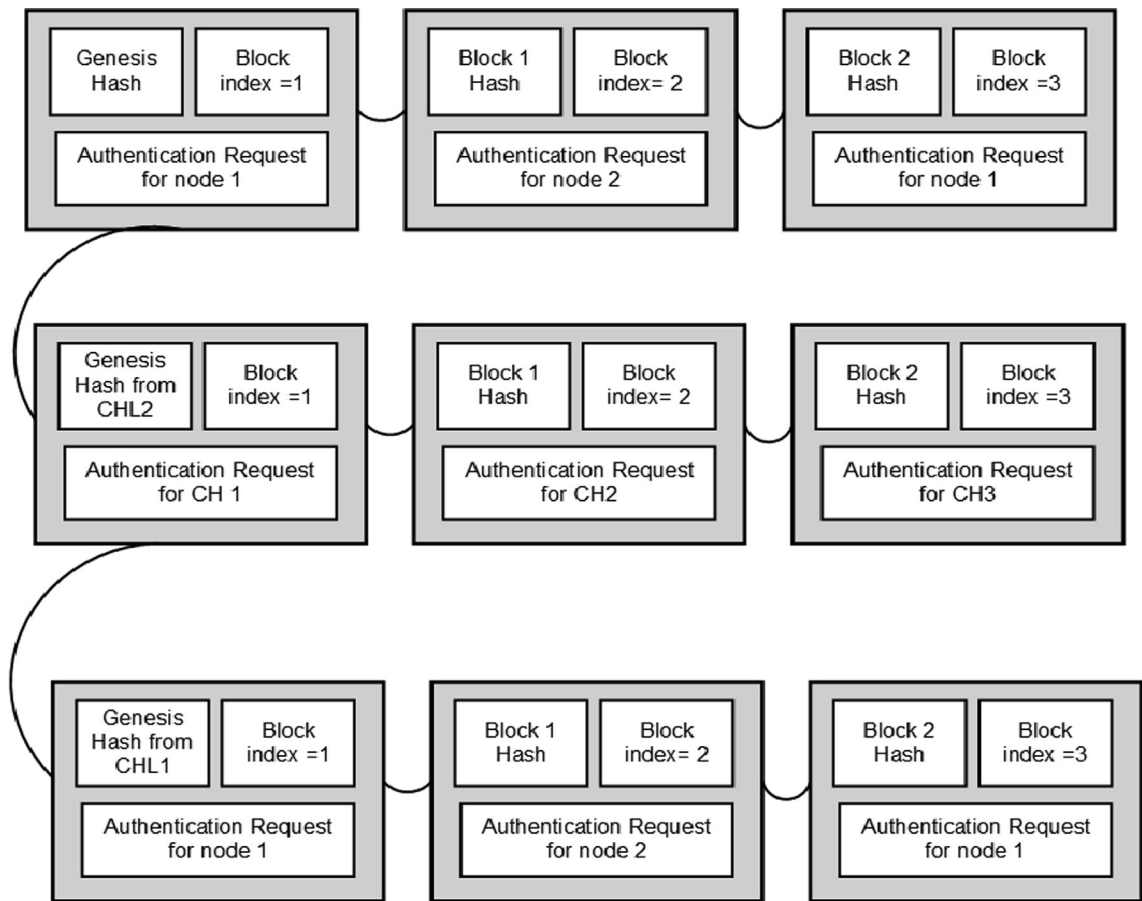 Genesis
Hash
Block
index =1
Authentication Request
for node 1
Block 1
Hash
Block
index= 2
Authentication Request
for node 2
Block 2
Hash
Block
index =3
Authentication Request
for node 1
Genesis
Hash from
CHL2
Block
index =1
Authentication Request
for CH 1
Block 1
Hash
Block
index= 2
Authentication Request
for CH2
Block 2
Hash
Block
index =3
Authentication Request
for CH3
Genesis
Hash from
CHL1
Block
index =1
Authentication Request
for node 1
Block 1
Hash
Block
index= 2
Authentication Request
for node 2
Block 2
Hash
Block
index =3
Authentication Request
for node 1